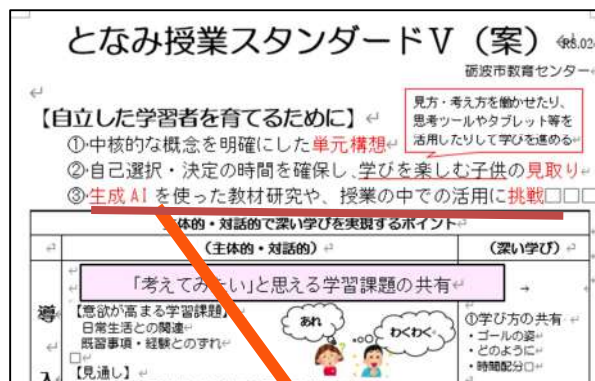 となみ授業スタンダードⅤ（案）
砺波市教育センター
【自立した学習者を育てるために】
見方・考え方を働かせたり、
思考ツールやタブレット等を
活用したりして学びを進める
①中核的な概念を明確にした単元構想
②自己選択・決定の時間を確保し、学びを楽しむ子供の見取り
③生成AIを使った教材研究や、授業の中での活用に挑戦□□□
主体的・対話的で深い学びを実現するポイント
（主体的・対話的） （深い学び）
「考えてみたい」と思える学習課題の共有
導
入
【意欲が高まる学習課題】
日常生活との関連
既習事項・経験とのずれ
【見通し】
あれ
わくわく
①学び方の共有
・ゴールの姿
・どのように
・時間配分